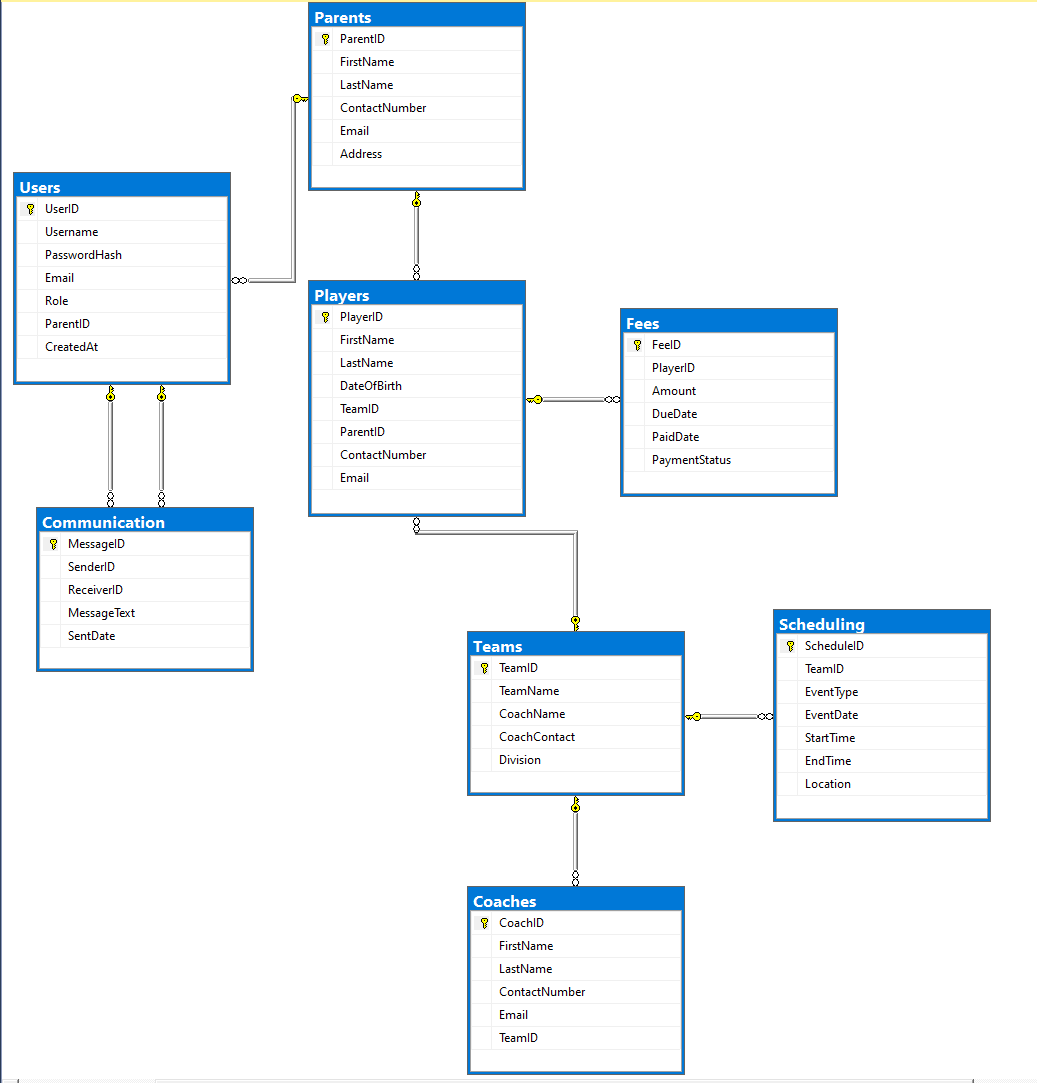 Parents
ParentID
FirstName
LastName
ContactNumber
Email
Address
Users
UserID
Username
PasswordHash
Email
Role
ParentID
CreatedAt
Players
PlayerID
FirstName
LastName
DateOfBirth
TeamID
ParentID
ContactNumber
Email
Fees
FeeID
PlayerID
Amount
DueDate
PaidDate
PaymentStatus
Communication
MessageID
SenderID
ReceiverID
MessageText
SentDate
Teams
TeamID
TeamName
CoachName
CoachContact
Division
Scheduling
ScheduleID
TeamID
EventType
EventDate
StartTime
EndTime
Location
Coaches
CoachID
FirstName
LastName
ContactNumber
Email
TeamID